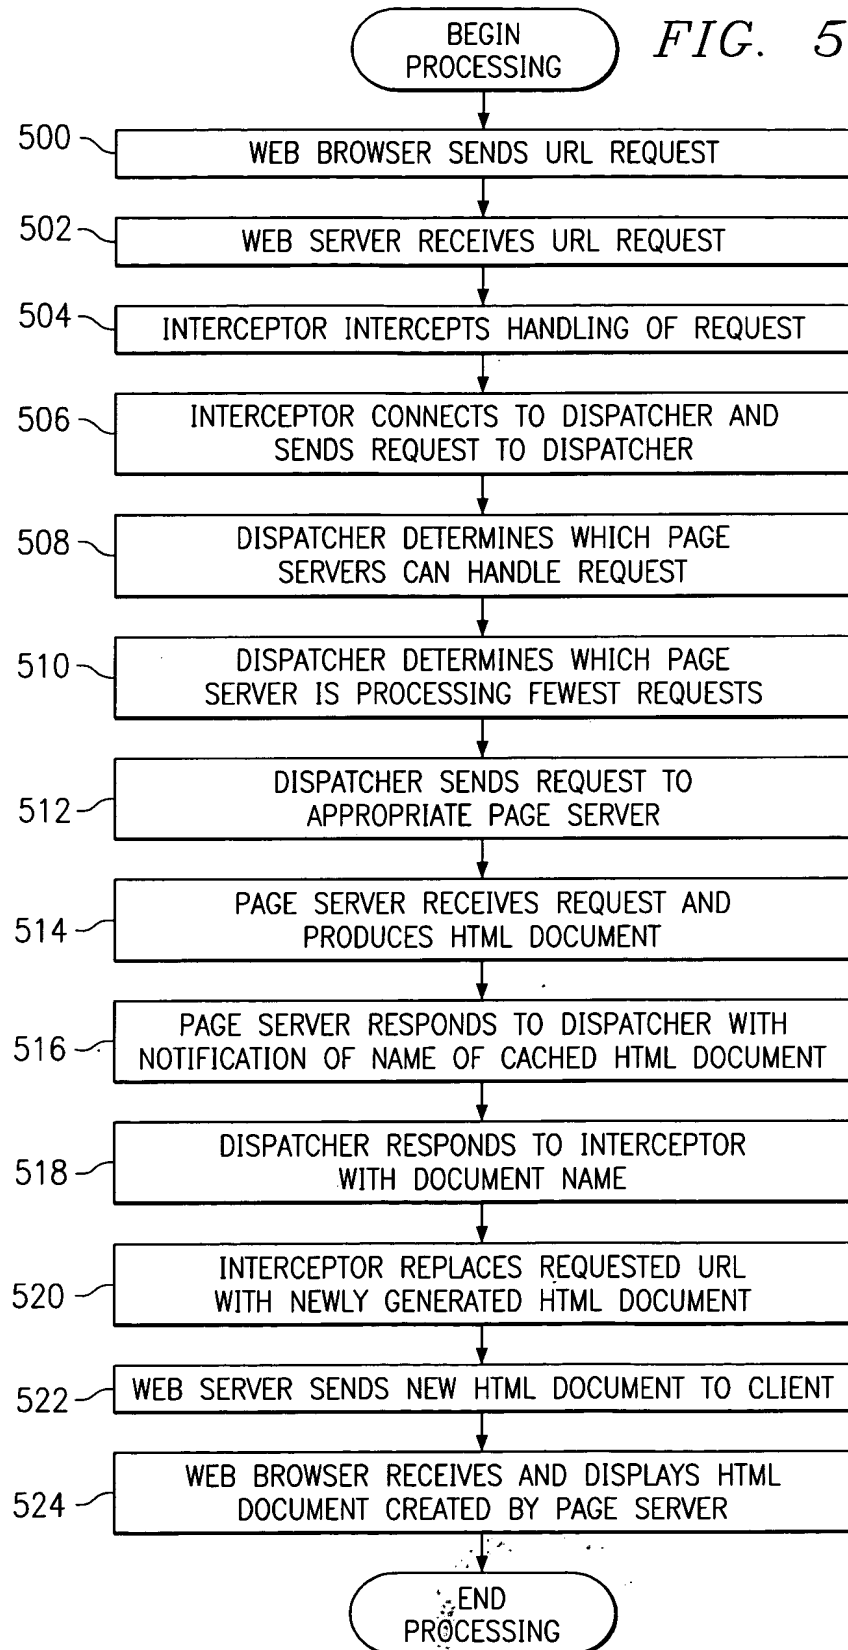 FIG. 5
BEGIN
PROCESSING
500
WEB BROWSER SENDS URL REQUEST
502
WEB SERVER RECEIVES URL REQUEST
504
INTERCEPTOR INTERCEPTS HANDLING OF REQUEST
506
INTERCEPTOR CONNECTS TO DISPATCHER AND
SENDS REQUEST TO DISPATCHER
508
DISPATCHER DETERMINES WHICH PAGE
SERVERS CAN HANDLE REQUEST
510
DISPATCHER DETERMINES WHICH PAGE
SERVER IS PROCESSING FEWEST REQUESTS
512
DISPATCHER SENDS REQUEST TO
APPROPRIATE PAGE SERVER
514
PAGE SERVER RECEIVES REQUEST AND
PRODUCES HTML DOCUMENT
516
PAGE SERVER RESPONDS TO DISPATCHER WITH
NOTIFICATION OF NAME OF CACHED HTML DOCUMENT
518
DISPATCHER RESPONDS TO INTERCEPTOR
WITH DOCUMENT NAME
520
INTERCEPTOR REPLACES REQUESTED URL
WITH NEWLY GENERATED HTML DOCUMENT
522
WEB SERVER SENDS NEW HTML DOCUMENT TO CLIENT
524
WEB BROWSER RECEIVES AND DISPLAYS HTML
DOCUMENT CREATED BY PAGE SERVER
END
PROCESSING